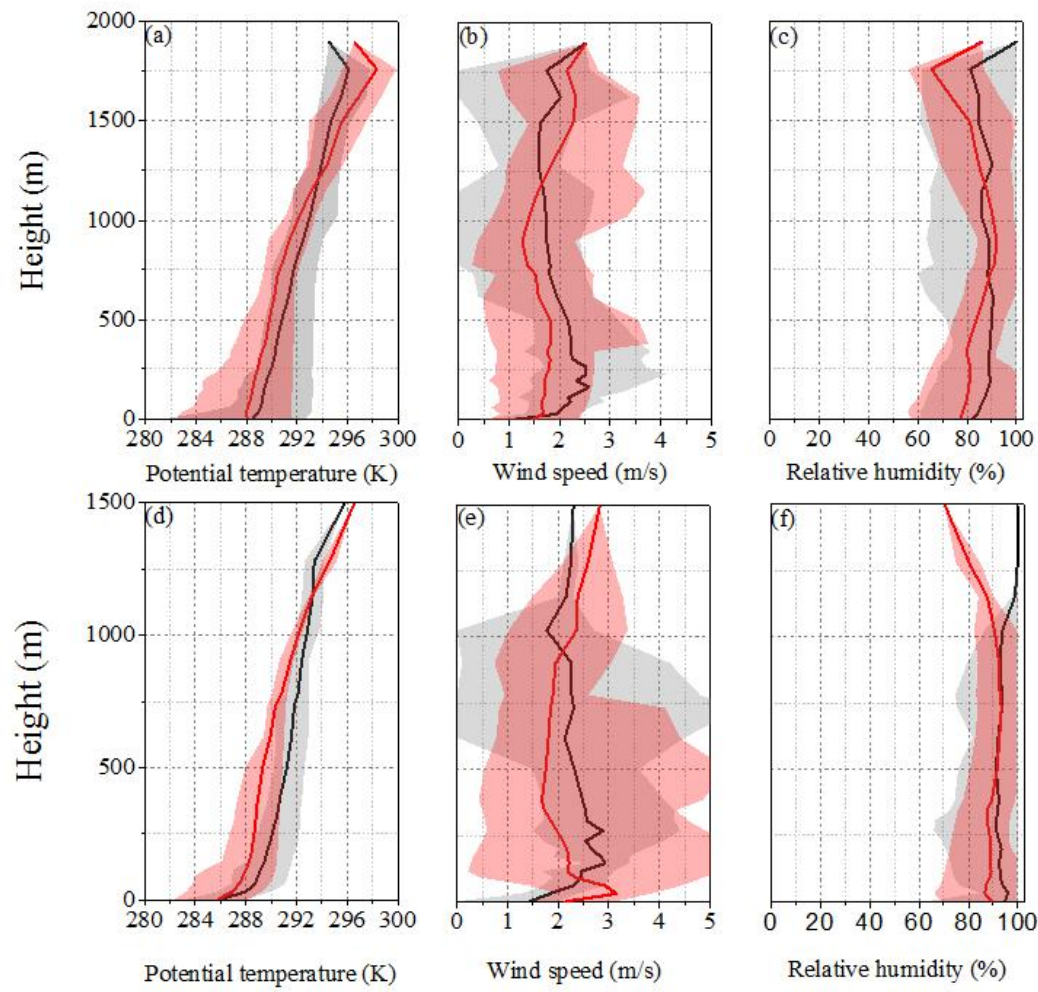 Height (m)
2000
1500
1000
500
0
(a)
(b)
(c)
280 284 288 292 296 300
0 1 2 3 4 5
0 20 40 60 80 100
Potential temperature (K)
Wind speed (m/s)
Relative humidity (%)
Height (m)
1500
1000
500
0
(d)
(e)
(f)
280 284 288 292 296 300
0 1 2 3 4 5
0 20 40 60 80 100
Potential temperature (K)
Wind speed (m/s)
Relative humidity (%)